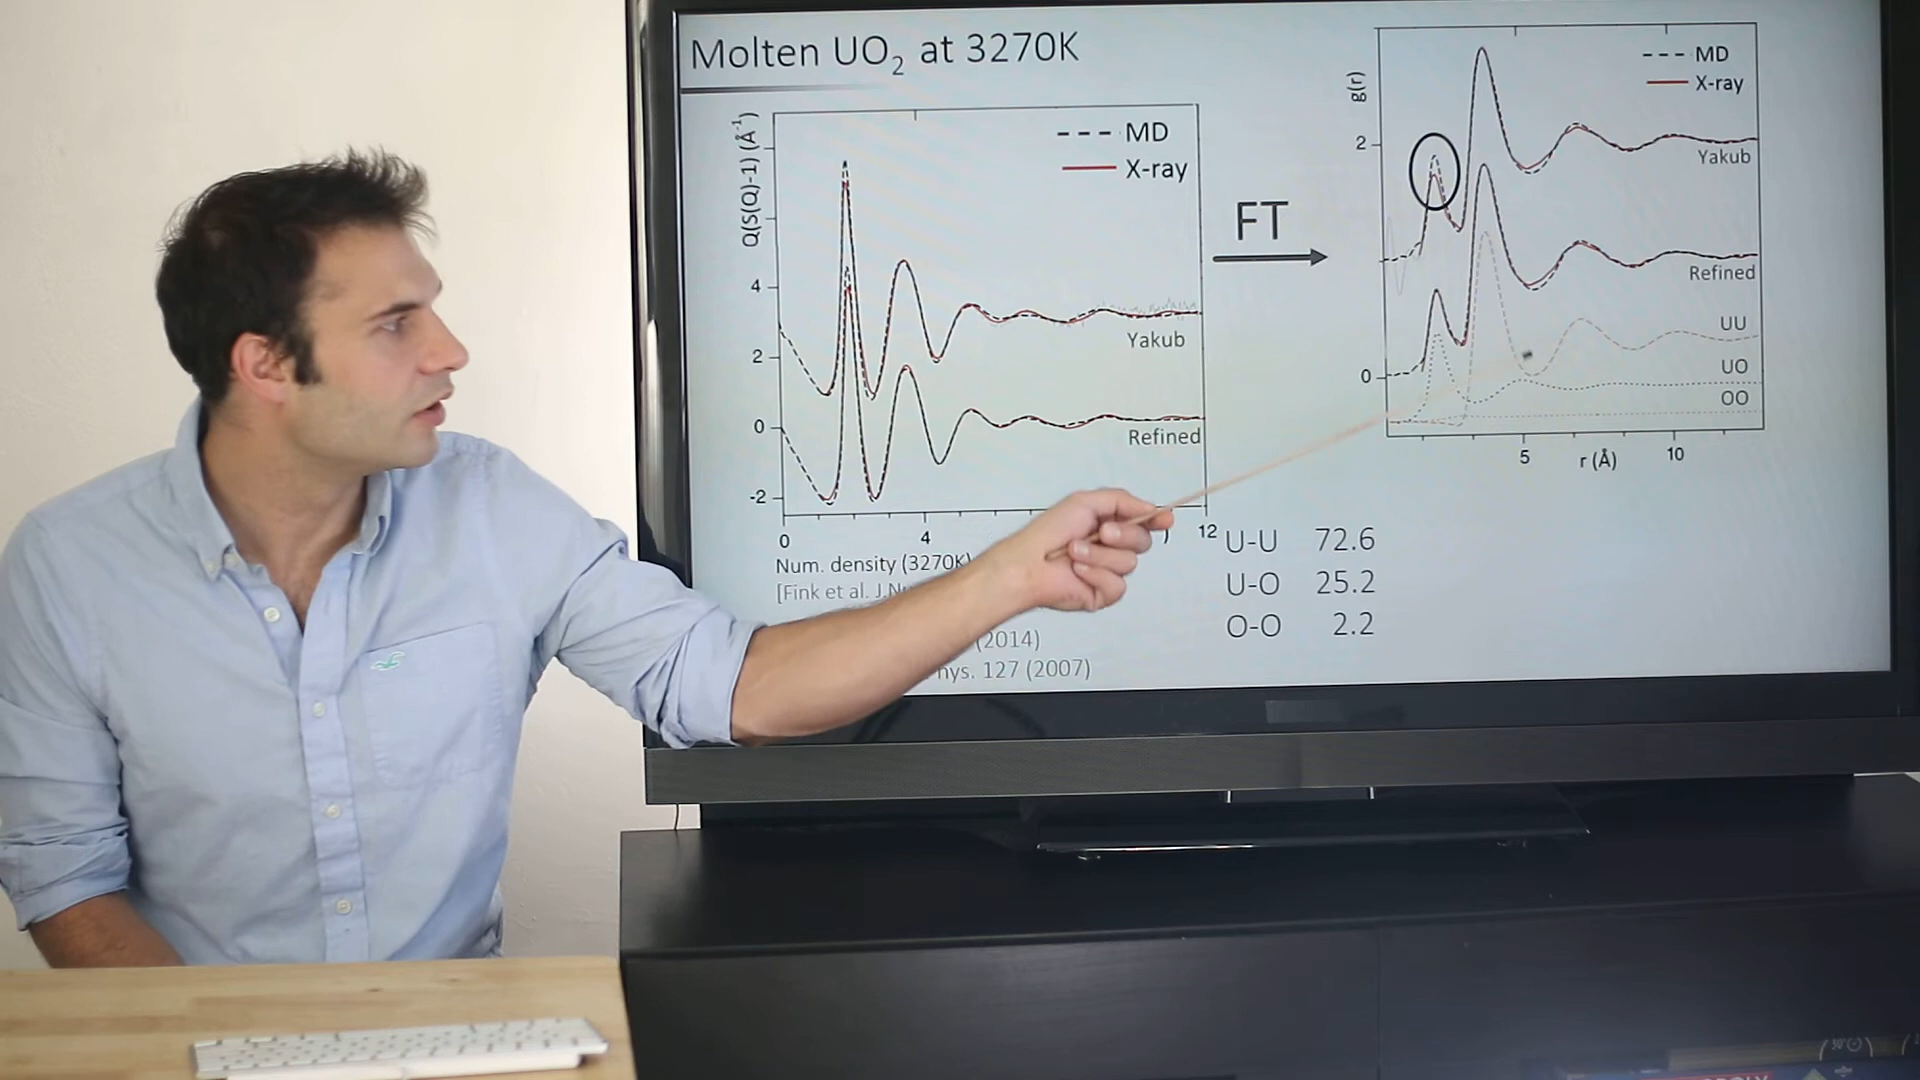 Molten UO2 at 3270K
Q(S(Q)-1) (Å-1)
MD
X-ray
4
2
0
-2
Yakub
Refined
0
4
)
12
Num. density (3270K)
[Fink et al. J.Nu
(2014)
hys. 127 (2007)
FT
g(r)
MD
X-ray
2
0
Yakub
Refined
UU
UO
OO
5
r (Å)
10
U-U 72.6
U-O 25.2
O-O 2.2